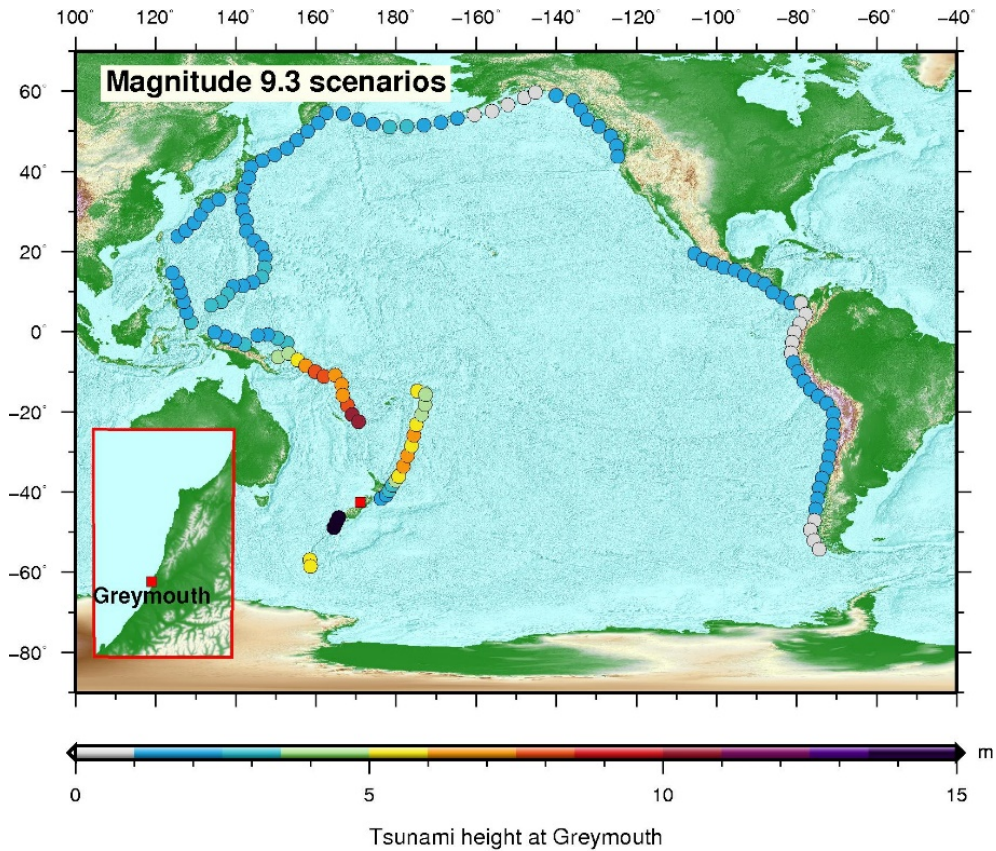 100° 120° 140° 160° 180° −160° −140° −120° −100° −80° −60° −40°
Magnitude 9.3 scenarios
60°
40°
20°
0°
−20°
−40°
−60°
−80°
Greymouth
m
0 5 10 15
Tsunami height at Greymouth